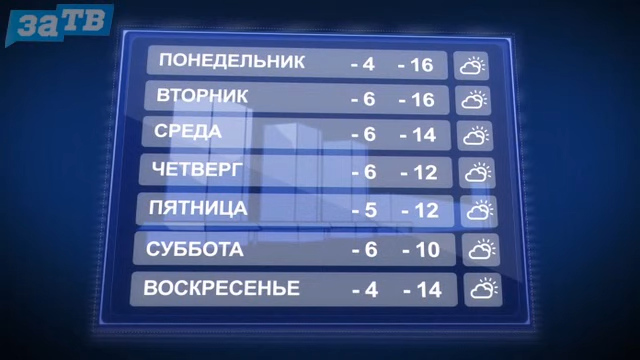 заТВ
ПОНЕДЕЛЬНИК - 4 - 16
ВТОРНИК - 6 - 16
СРЕДА - 6 - 14
ЧЕТВЕРГ - 6 - 12
ПЯТНИЦА - 5 - 12
СУББОТА - 6 - 10
ВОСКРЕСЕНЬЕ - 4 - 14